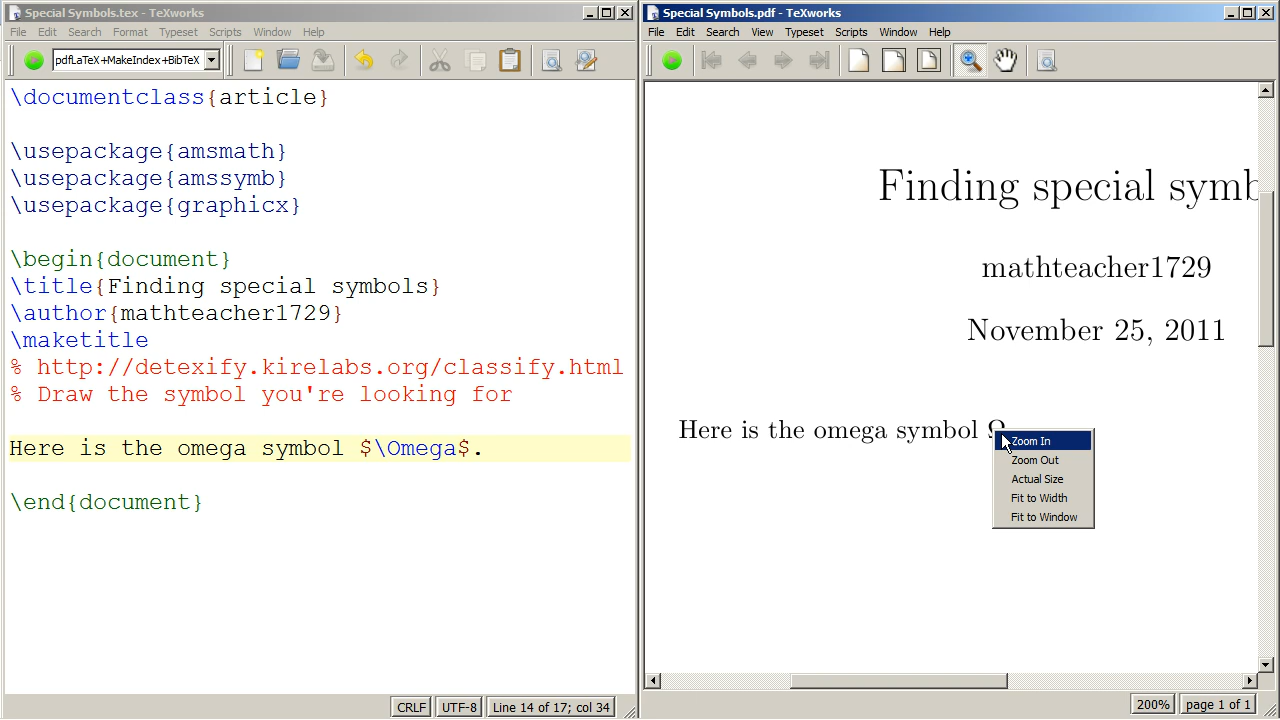 Special Symbols.tex - TeXworks
File Edit Search Format Typeset Scripts Window Help
pdfLaTeX+MakeIndex+BibTeX
\documentclass{article}
\usepackage{amsmath}
\usepackage{amssymb}
\usepackage{graphicx}
\begin{document}
\title{Finding special symbols}
\author{mathteacher1729}
\maketitle
% http://detexify.kirelabs.org/classify.html
% Draw the symbol you're looking for
Here is the omega symbol $\Omega$.
\end{document}
CRLF UTF-8 Line 14 of 17; col 34
Special Symbols.pdf - TeXworks
File Edit Search View Typeset Scripts Window Help
Finding special symb
mathteacher1729
November 25, 2011
Here is the omega symbol Ω
Zoom In
Zoom Out
Actual Size
Fit to Width
Fit to Window
200% page 1 of 1